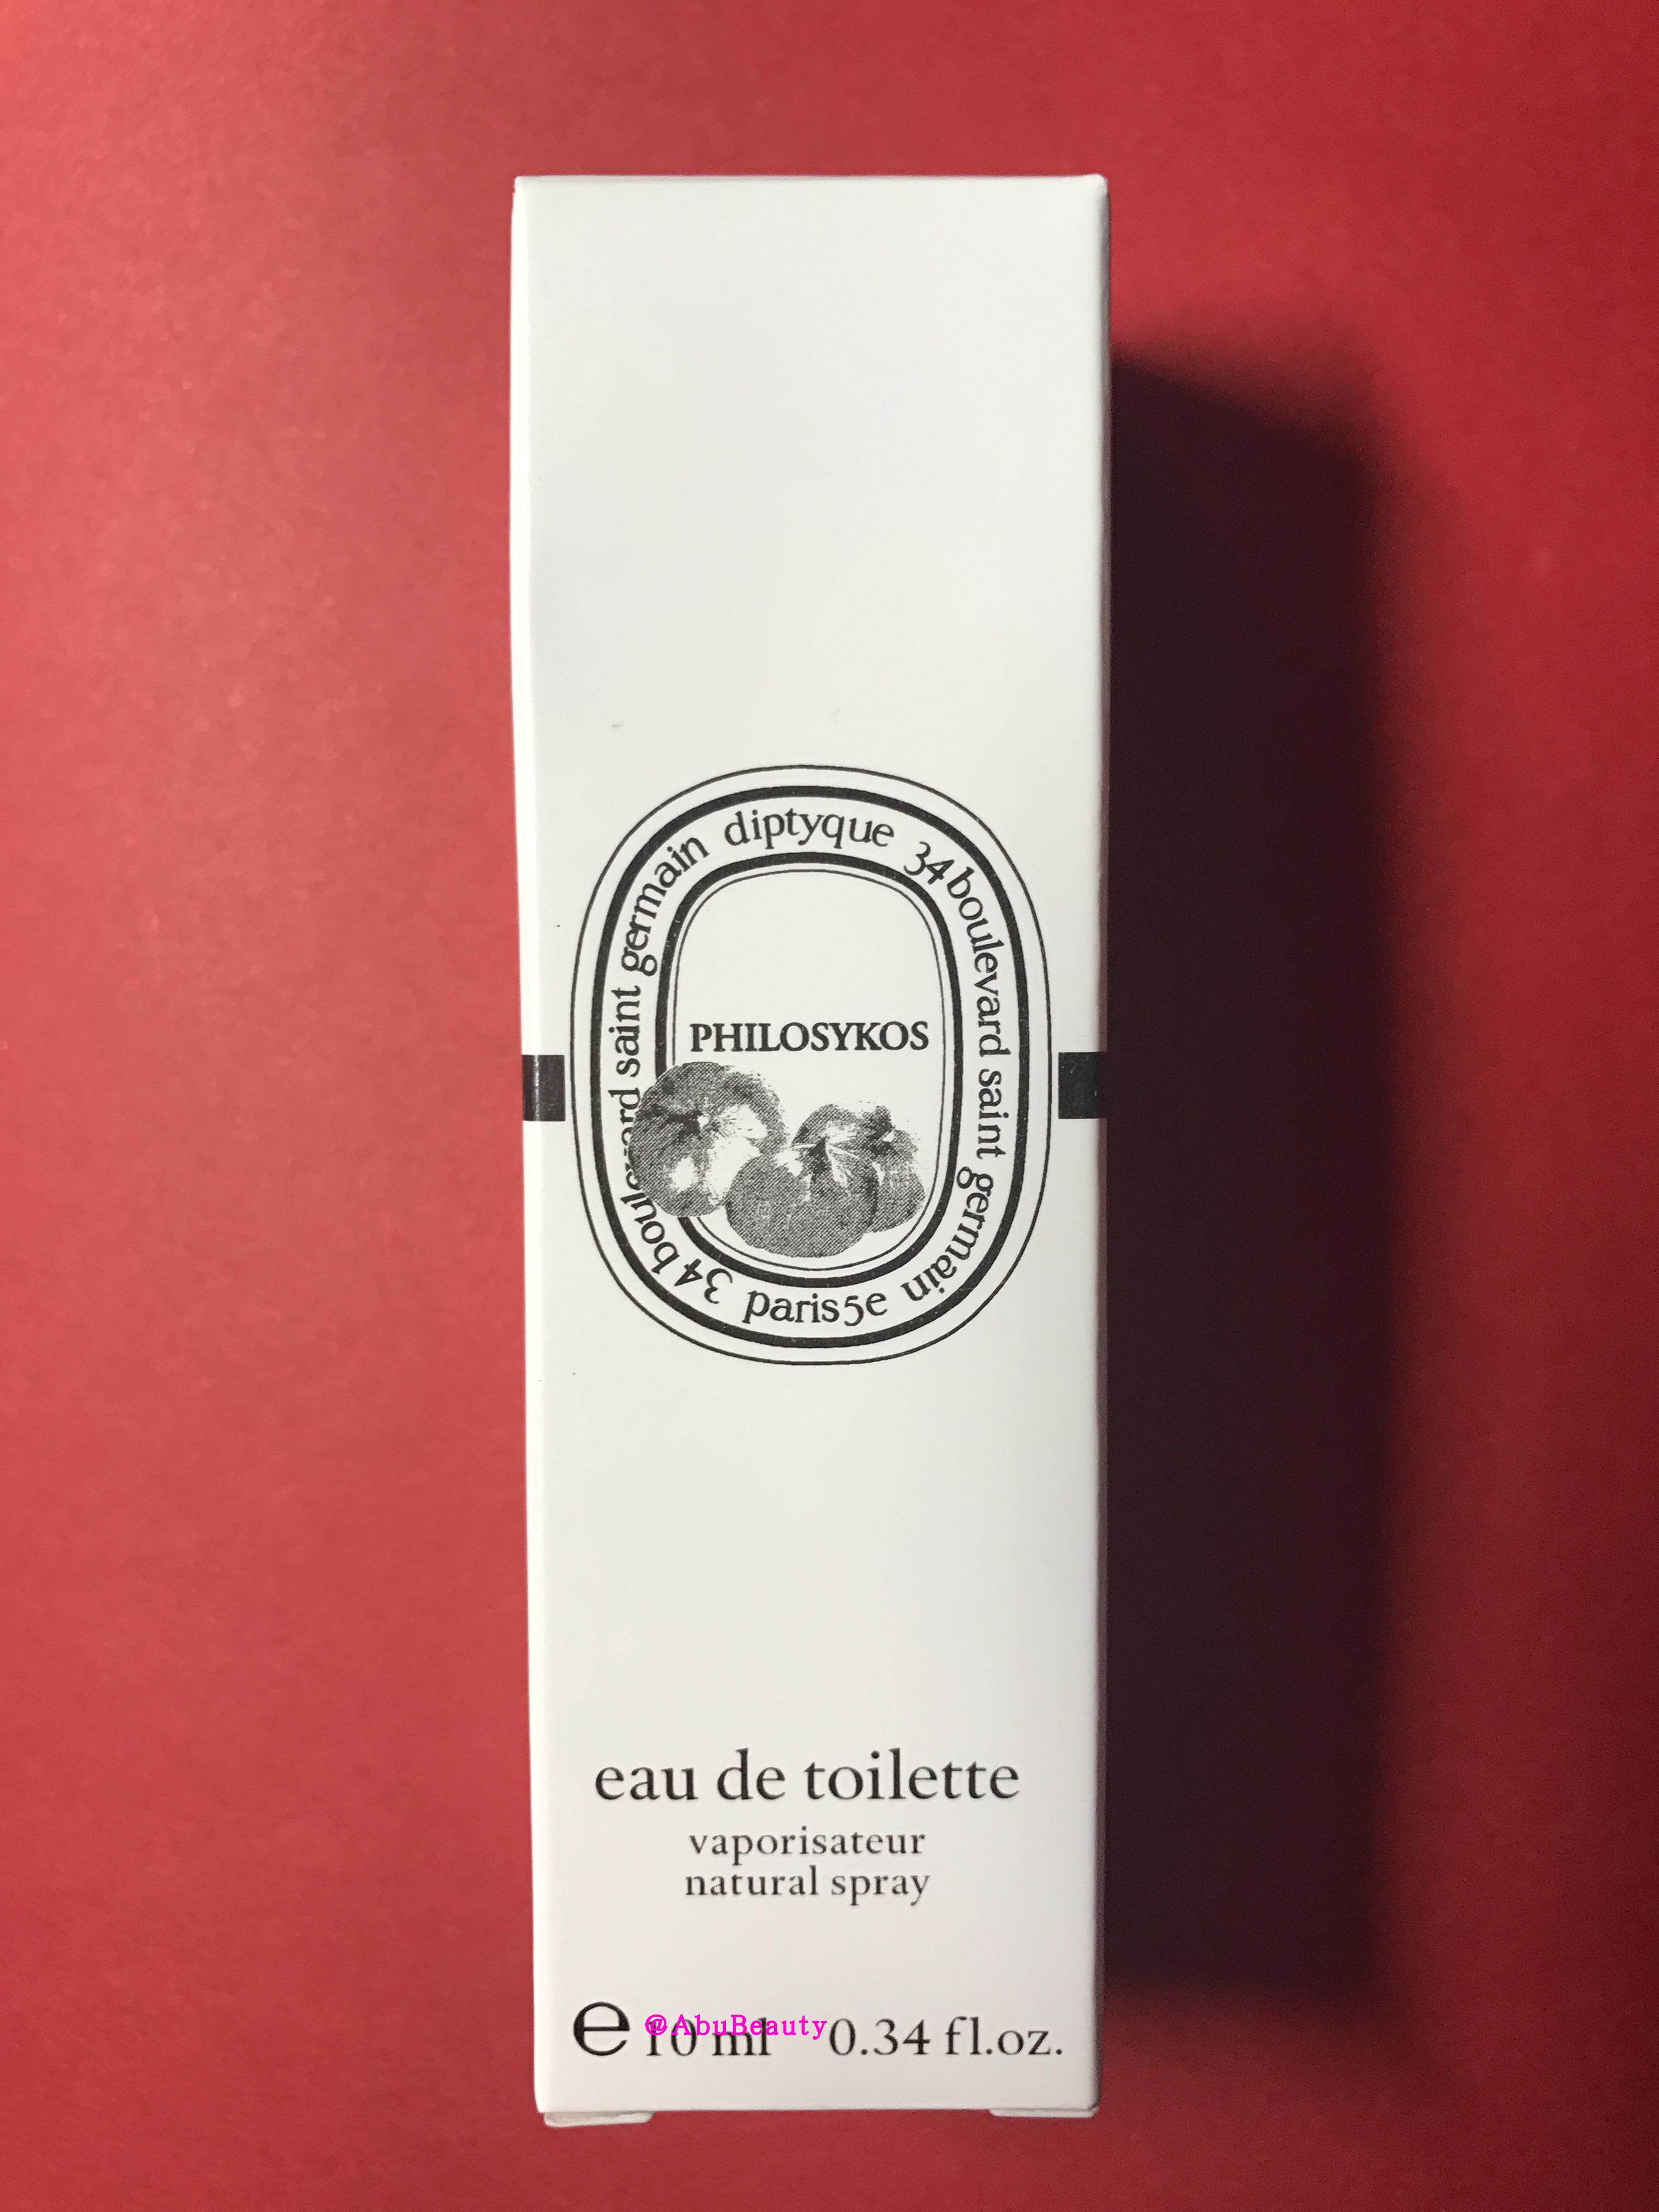 diptyque 34 boulevard saint germain paris 5e 34 boulevard saint germain
PHILOSYKOS
eau de toilette
vaporisateur
natural spray
℮ 10 ml 0.34 fl.oz.
@AbuBeauty